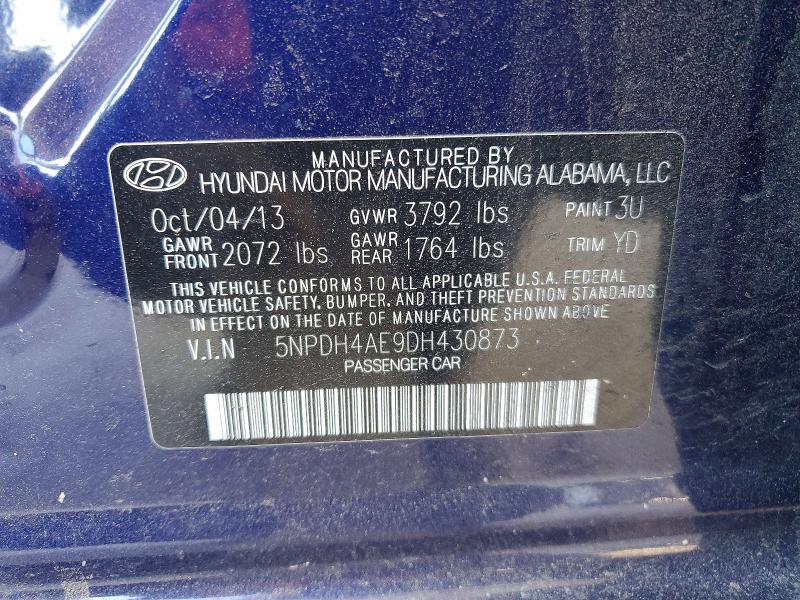 MANUFACTURED BY
HYUNDAI MOTOR MANUFACTURING ALABAMA, LLC
Oct/04/13 GVWR 3792 lbs PAINT 3U
GAWR FRONT 2072 lbs GAWR REAR 1764 lbs TRIM YD
THIS VEHICLE CONFORMS TO ALL APPLICABLE U.S.A. FEDERAL
MOTOR VEHICLE SAFETY, BUMPER, AND THEFT PREVENTION STANDARDS
IN EFFECT ON THE DATE OF MANUFACTURE SHOWN ABOVE
V.I.N 5NPDH4AE9DH430873
PASSENGER CAR